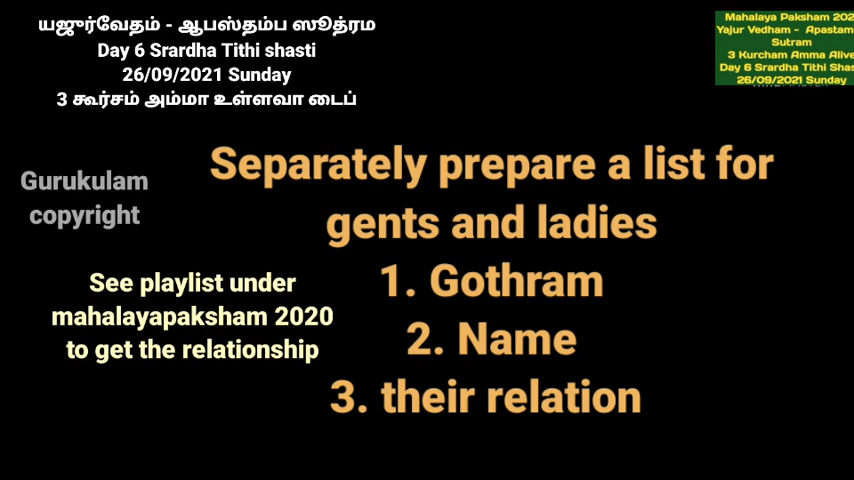 யஜுர்வேதம் - ஆபஸ்தம்ப ஸூத்ரம
Day 6 Srardha Tithi shasti
26/09/2021 Sunday
3 கூர்சம் அம்மா உள்ளவா டைப்
Mahalaya Paksham 202
Yajur Vedham - Apastam
Sutram
3 Kurcham Amma Alive
Day 6 Srardha Tithi Shas
26/09/2021 Sunday
Separately prepare a list for
gents and ladies
1. Gothram
2. Name
3. their relation
Gurukulam
copyright
See playlist under
mahalayapaksham 2020
to get the relationship